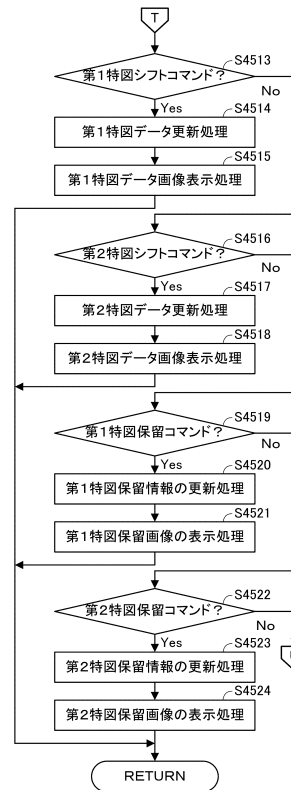 T
第1特図シフトコマンド?
S4513
No
Yes
S4514
第1特図データ更新処理
S4515
第1特図データ画像表示処理
S4516
第2特図シフトコマンド?
No
Yes
S4517
第2特図データ更新処理
S4518
第2特図データ画像表示処理
S4519
第1特図保留コマンド?
No
Yes
S4520
第1特図保留情報の更新処理
S4521
第1特図保留画像の表示処理
S4522
第2特図保留コマンド?
No
Yes
S4523
第2特図保留情報の更新処理
S4524
第2特図保留画像の表示処理
RETURN